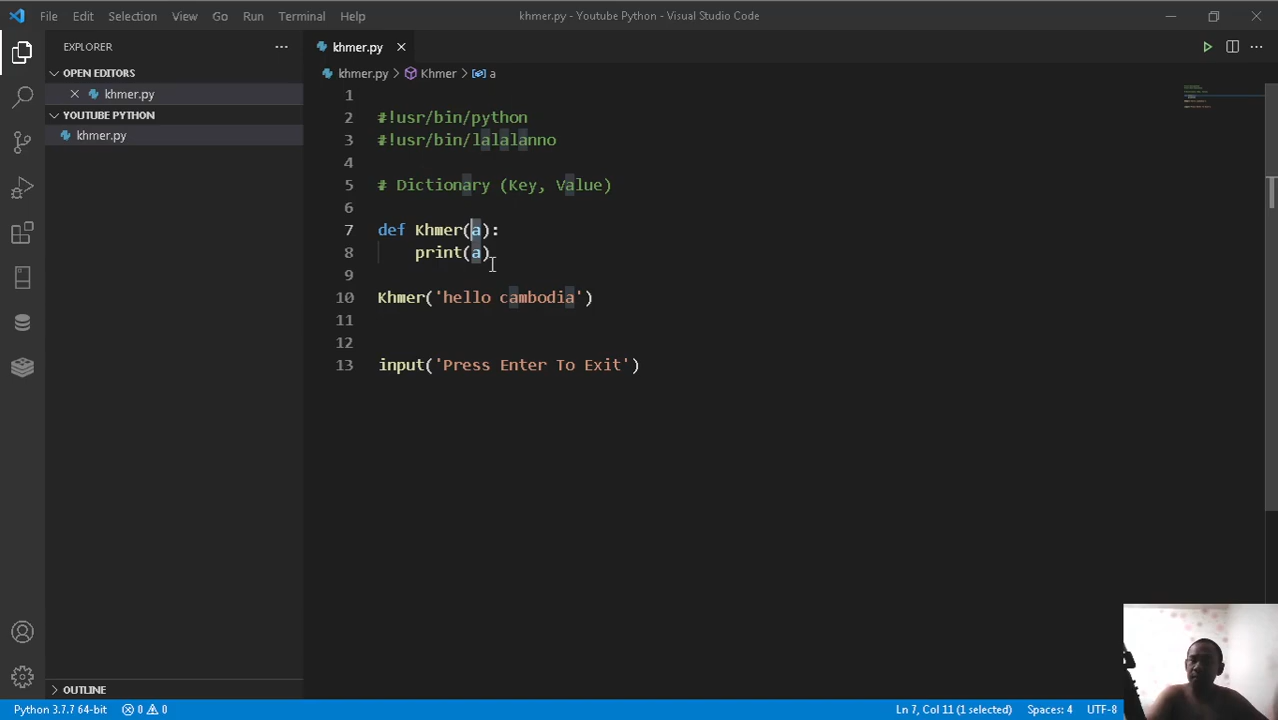 File Edit Selection View Go Run Terminal Help
khmer.py - Youtube Python - Visual Studio Code
EXPLORER
khmer.py
OPEN EDITORS
khmer.py > Khmer > a
khmer.py
YOUTUBE PYTHON
khmer.py
1
2 #!usr/bin/python
3 #!usr/bin/lalalanno
4
5 # Dictionary (Key, Value)
6
7 def Khmer(a):
8 print(a)
9
10 Khmer('hello cambodia')
11
12
13 input('Press Enter To Exit')
OUTLINE
Python 3.7.7 64-bit 0 0 Ln 7, Col 11 (1 selected) Spaces: 4 UTF-8